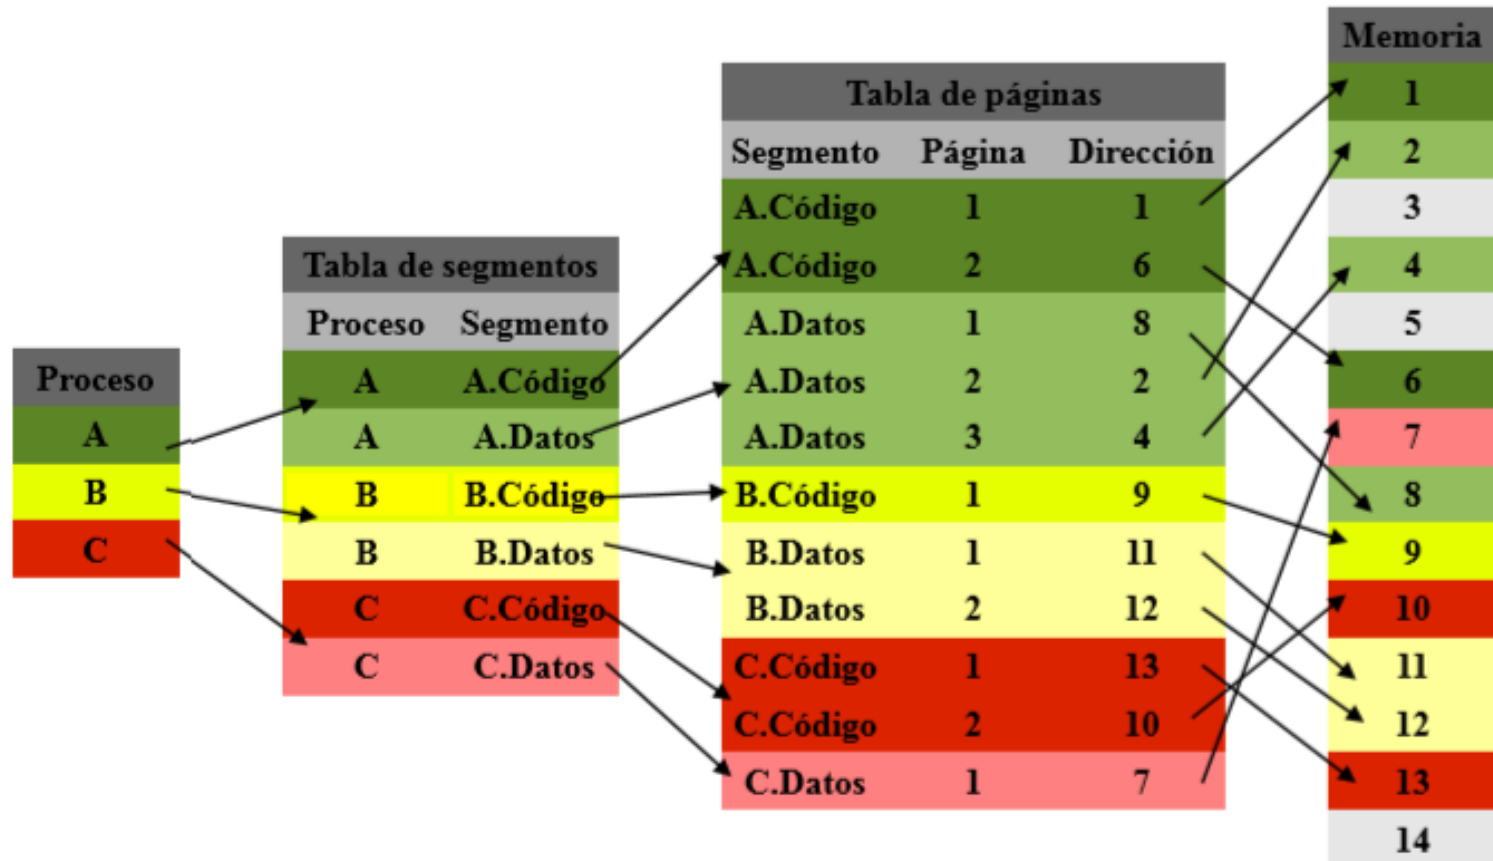 Proceso
A
B
C
Tabla de segmentos
Proceso Segmento
A A.Código
A A.Datos
B B.Código
B B.Datos
C C.Código
C C.Datos
Tabla de páginas
Segmento Página Dirección
A.Código 1 1
A.Código 2 6
A.Datos 1 8
A.Datos 2 2
A.Datos 3 4
B.Código 1 9
B.Datos 1 11
B.Datos 2 12
C.Código 1 13
C.Código 2 10
C.Datos 1 7
Memoria
1
2
3
4
5
6
7
8
9
10
11
12
13
14